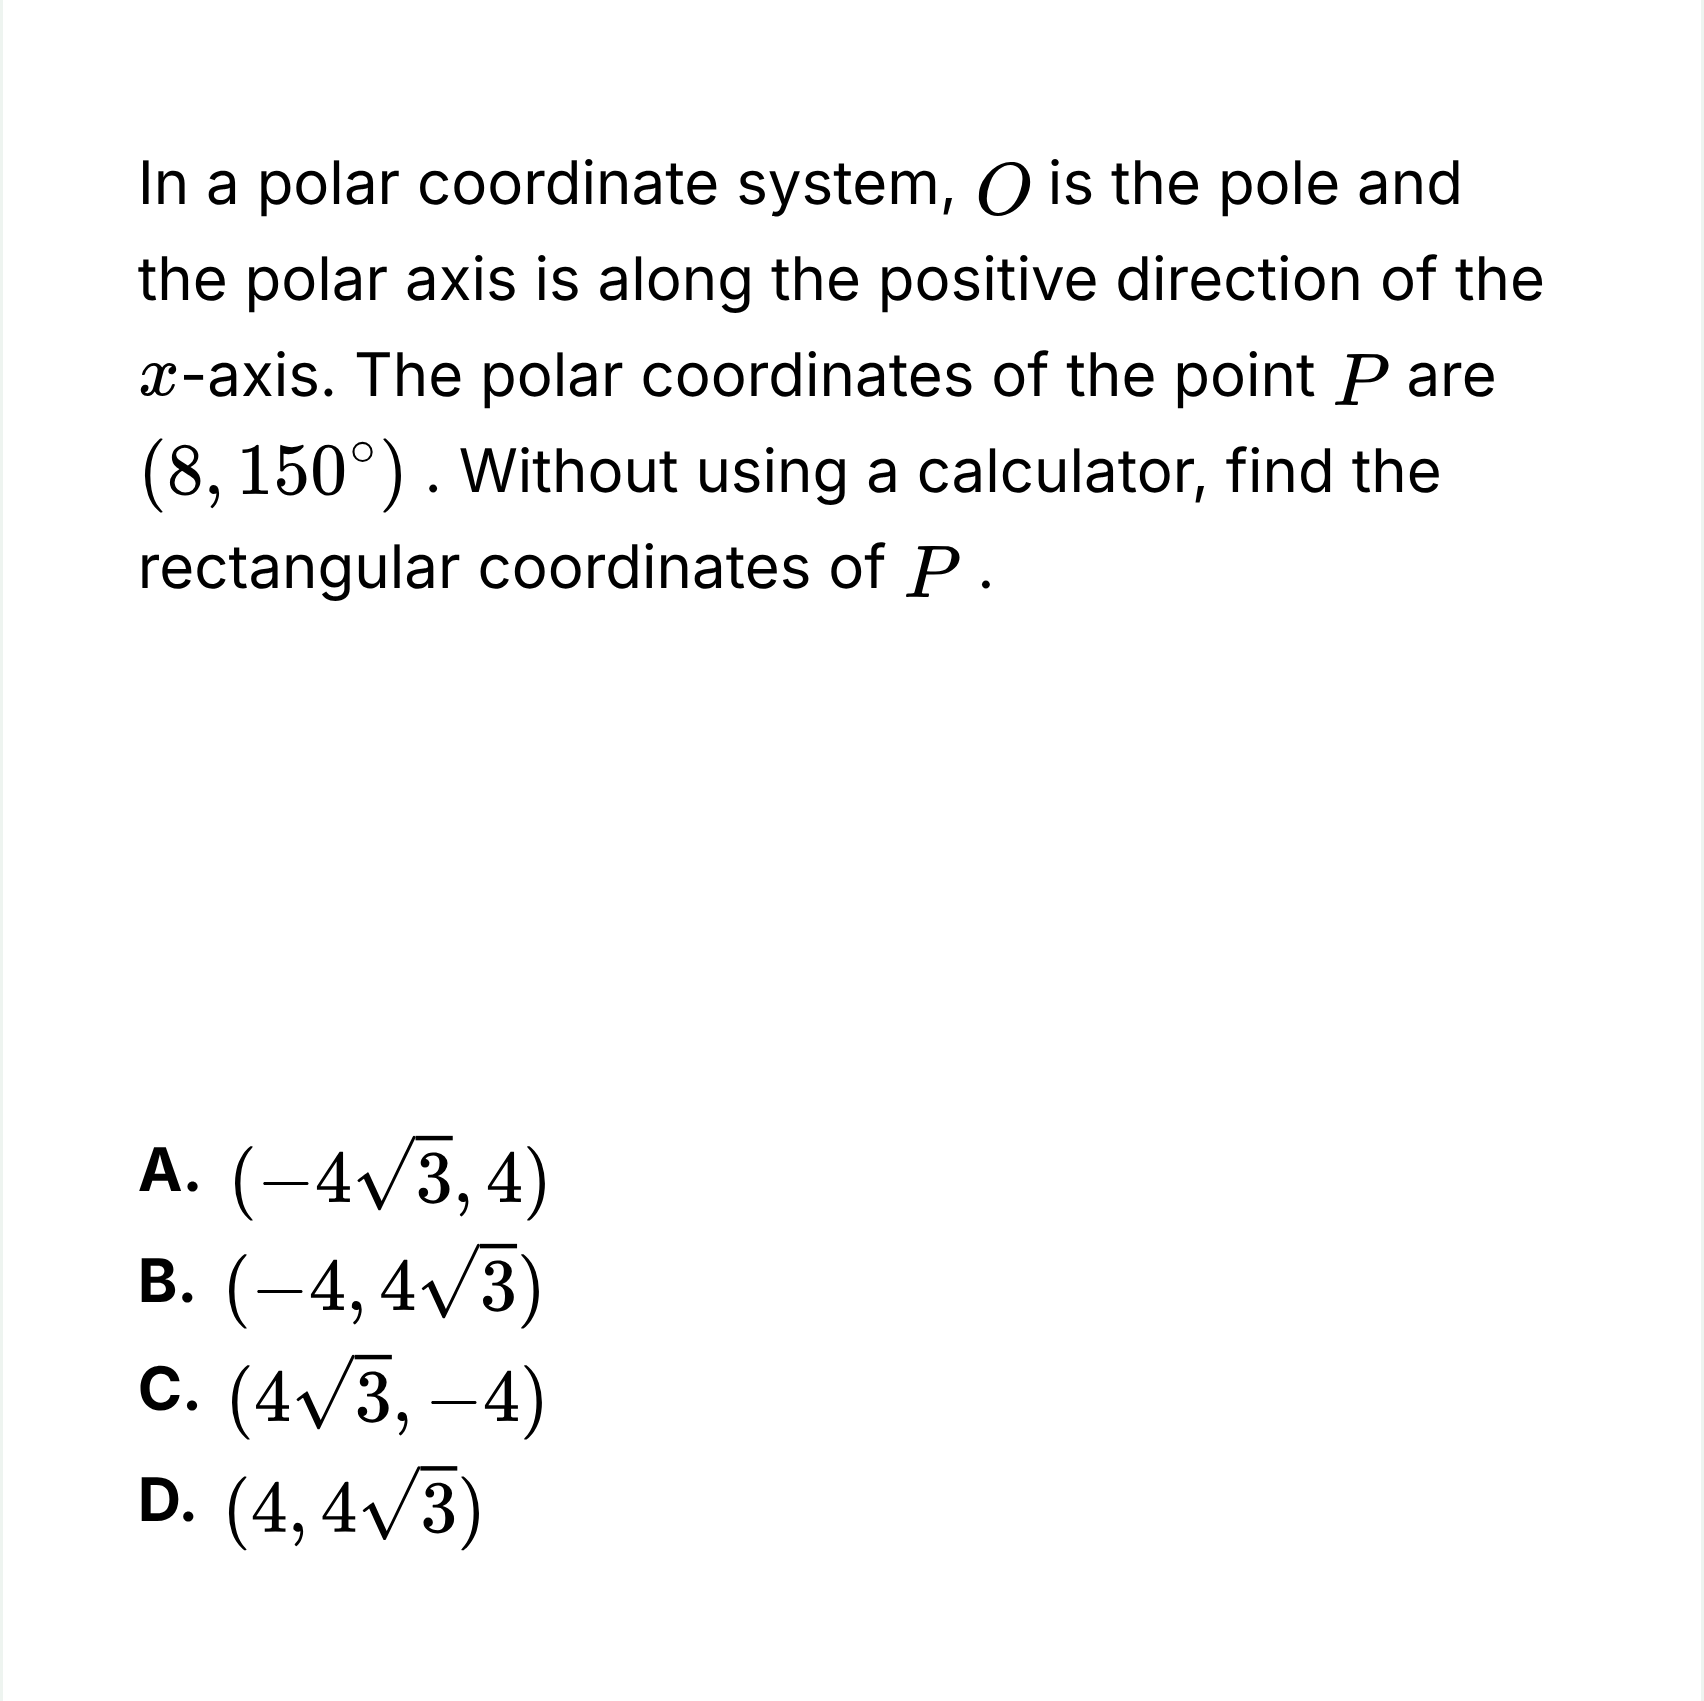 In a polar coordinate system, O is the pole and
the polar axis is along the positive direction of the
x-axis. The polar coordinates of the point P are
(8, 150°) . Without using a calculator, find the
rectangular coordinates of P .
A. (−4√3, 4)
B. (−4, 4√3)
C. (4√3, −4)
D. (4, 4√3)